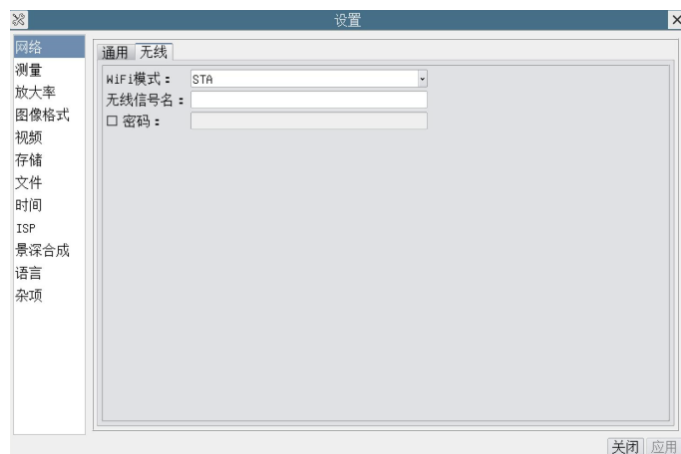 设置
网络
测量
放大率
图像格式
视频
存储
文件
时间
ISP
景深合成
语言
杂项
通用 无线
WiFi模式： STA
无线信号名：
密码：
关闭 应用